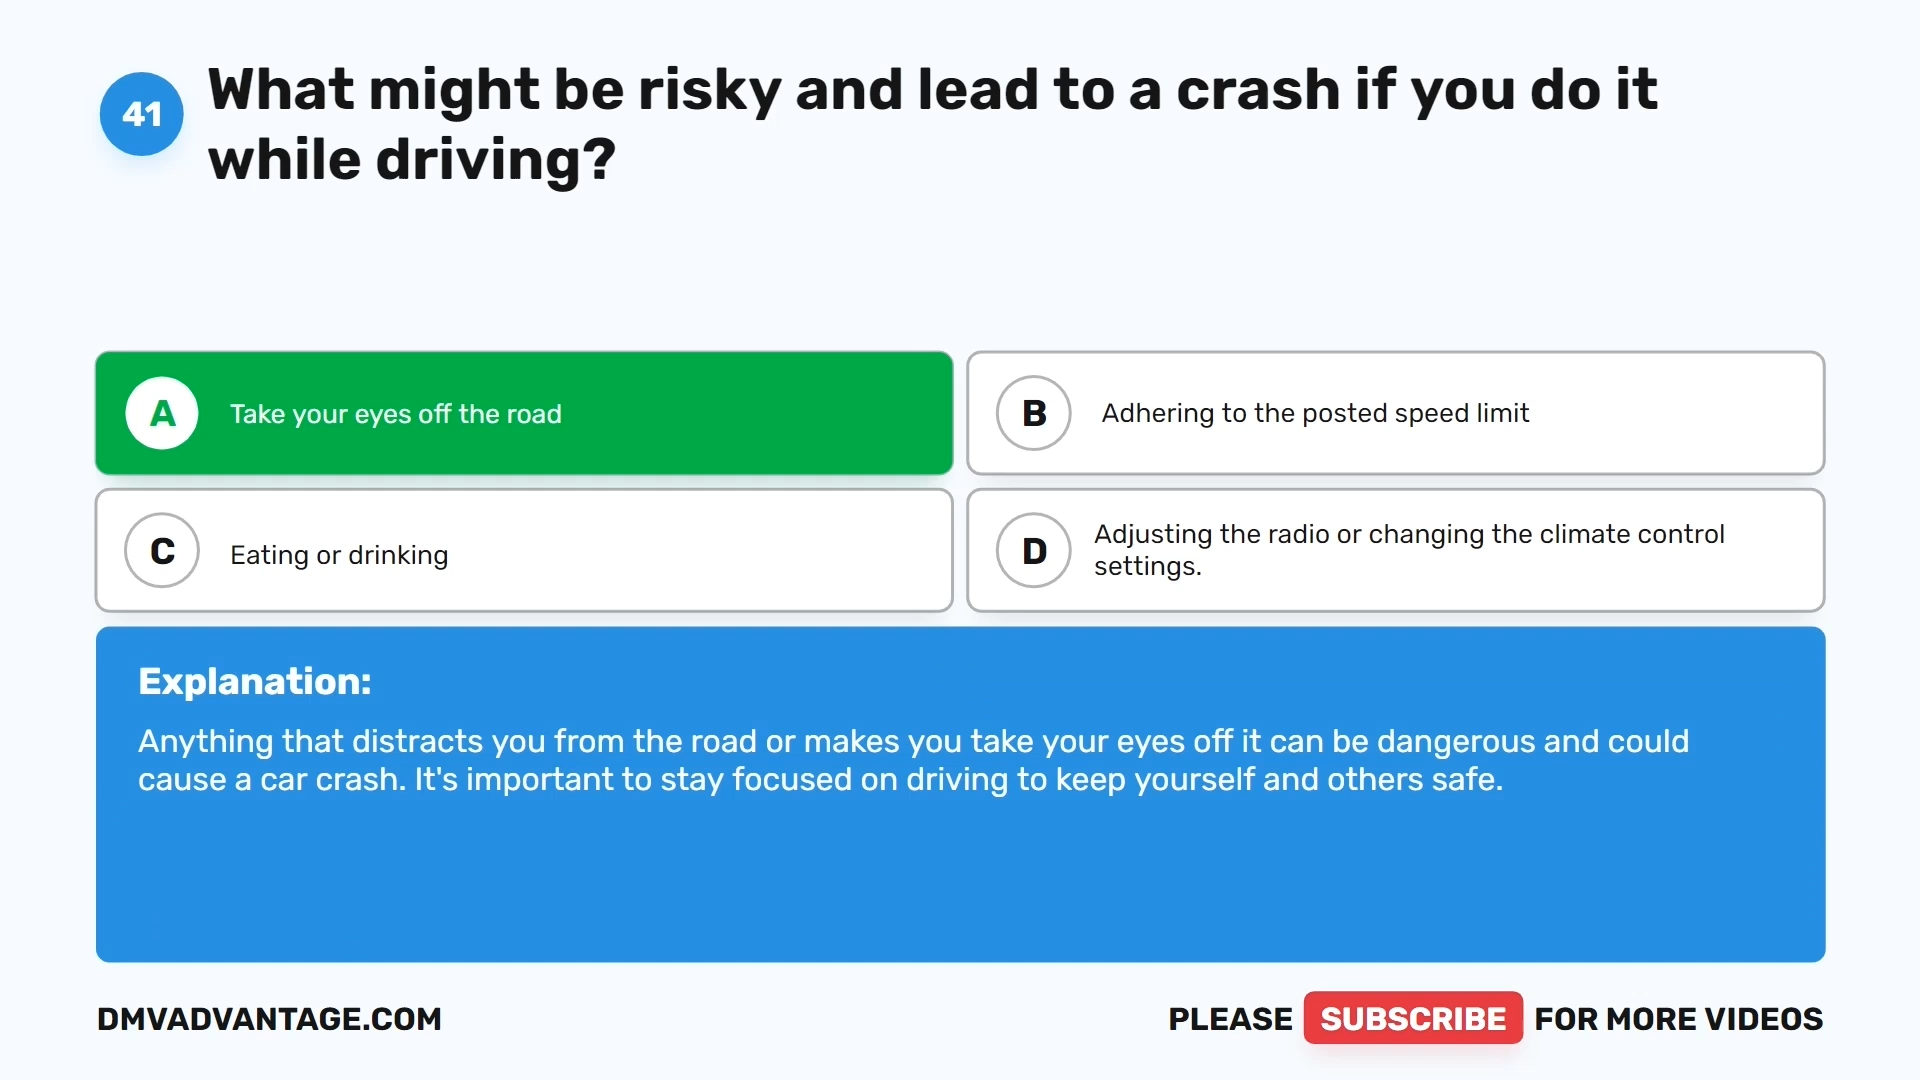 41
What might be risky and lead to a crash if you do it
while driving?
A
Take your eyes off the road
B
Adhering to the posted speed limit
C
Eating or drinking
D
Adjusting the radio or changing the climate control
settings.
Explanation:
Anything that distracts you from the road or makes you take your eyes off it can be dangerous and could
cause a car crash. It's important to stay focused on driving to keep yourself and others safe.
DMVADVANTAGE.COM
PLEASE SUBSCRIBE FOR MORE VIDEOS